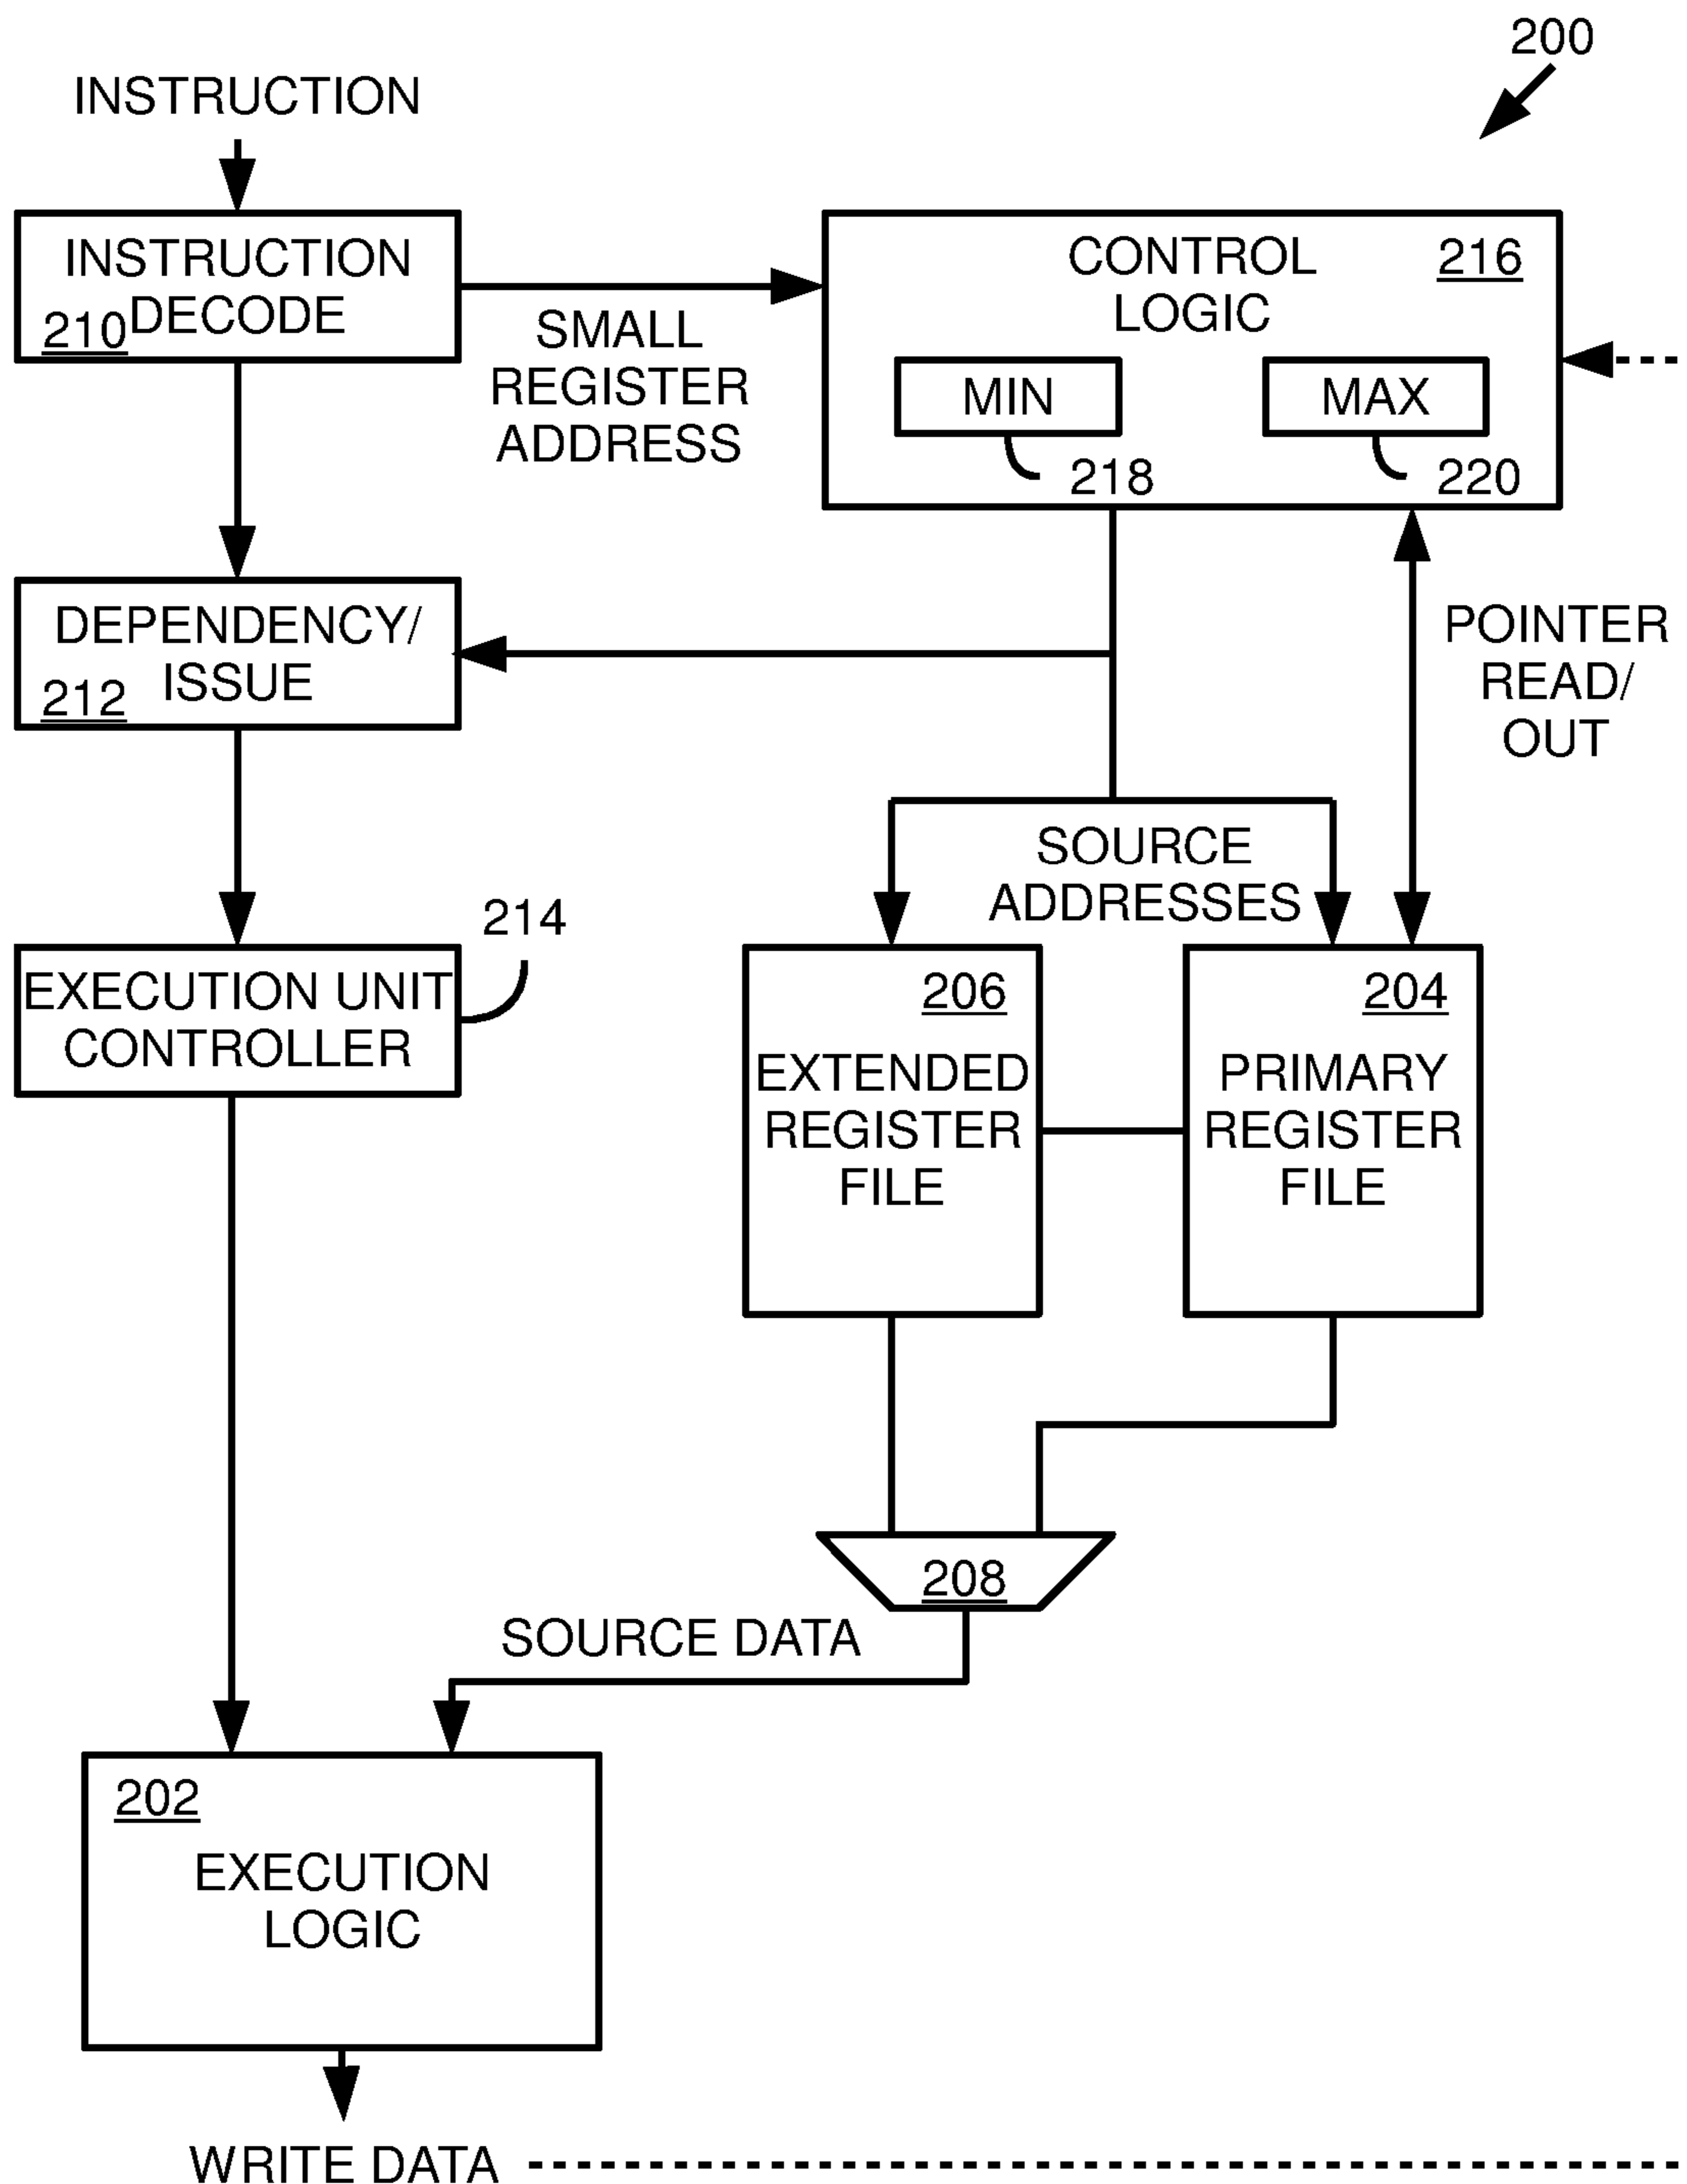 200
INSTRUCTION
INSTRUCTION
210 DECODE
SMALL
REGISTER
ADDRESS
CONTROL 216
LOGIC
MIN
MAX
218
220
DEPENDENCY/
212 ISSUE
POINTER
READ/
OUT
SOURCE
ADDRESSES
214
EXECUTION UNIT
CONTROLLER
206
EXTENDED
REGISTER
FILE
204
PRIMARY
REGISTER
FILE
208
SOURCE DATA
202
EXECUTION
LOGIC
WRITE DATA